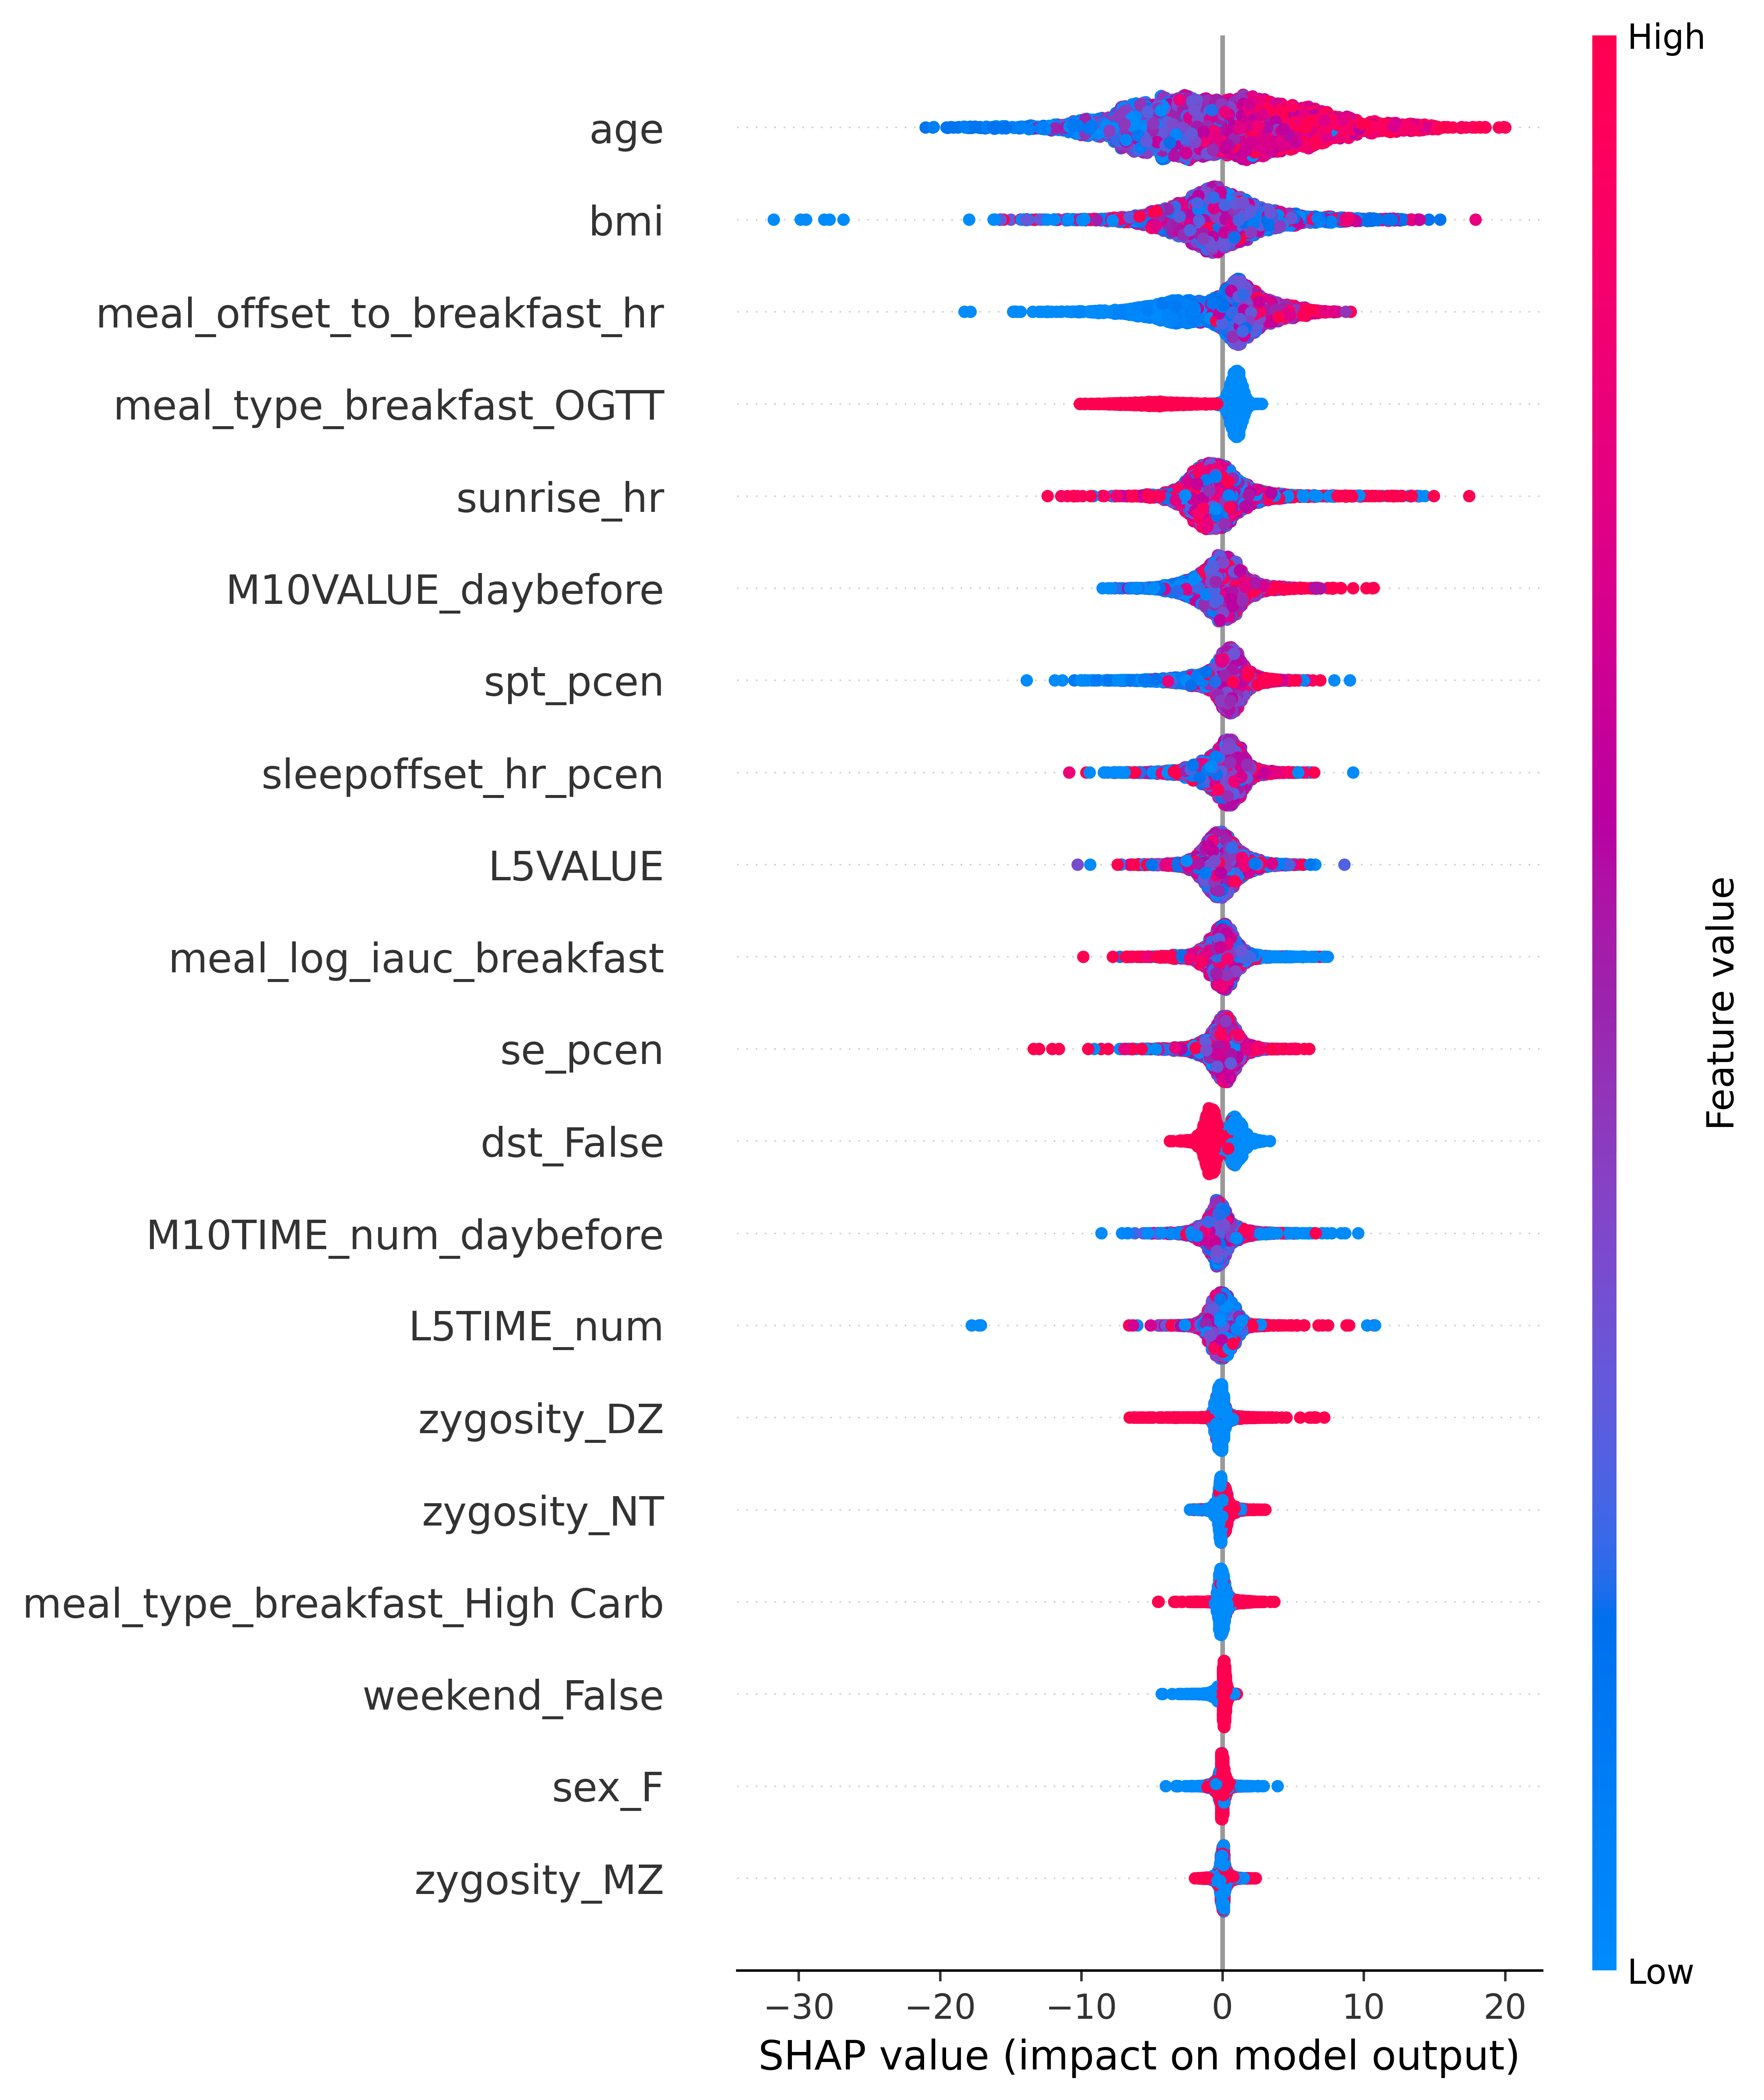 High
age
bmi
meal_offset_to_breakfast_hr
meal_type_breakfast_OGTT
sunrise_hr
M10VALUE_daybefore
spt_pcen
sleepoffset_hr_pcen
L5VALUE
meal_log_iauc_breakfast
se_pcen
dst_False
M10TIME_num_daybefore
L5TIME_num
zygosity_DZ
zygosity_NT
meal_type_breakfast_High Carb
weekend_False
sex_F
zygosity_MZ
Feature value
Low
−30 −20 −10 0 10 20
SHAP value (impact on model output)